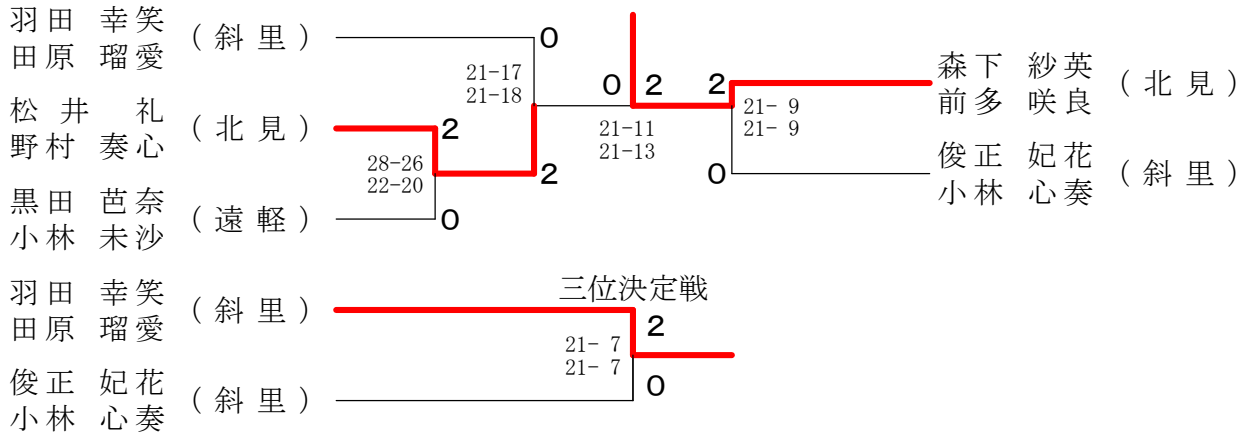 羽田 幸笑
田原 瑠愛
(斜里)
0
21-17
21-18
松井 礼
野村 奏心
(北見)
2
28-26
22-20
2
黒田 芭奈
小林 未沙
(遠軽)
0
0 2
21-11
21-13
2
21- 9
21- 9
0
森下 紗英
前多 咲良
(北見)
俊正 妃花
小林 心奏
(斜里)
三位決定戦
羽田 幸笑
田原 瑠愛
(斜里)
2
21- 7
21- 7
0
俊正 妃花
小林 心奏
(斜里)